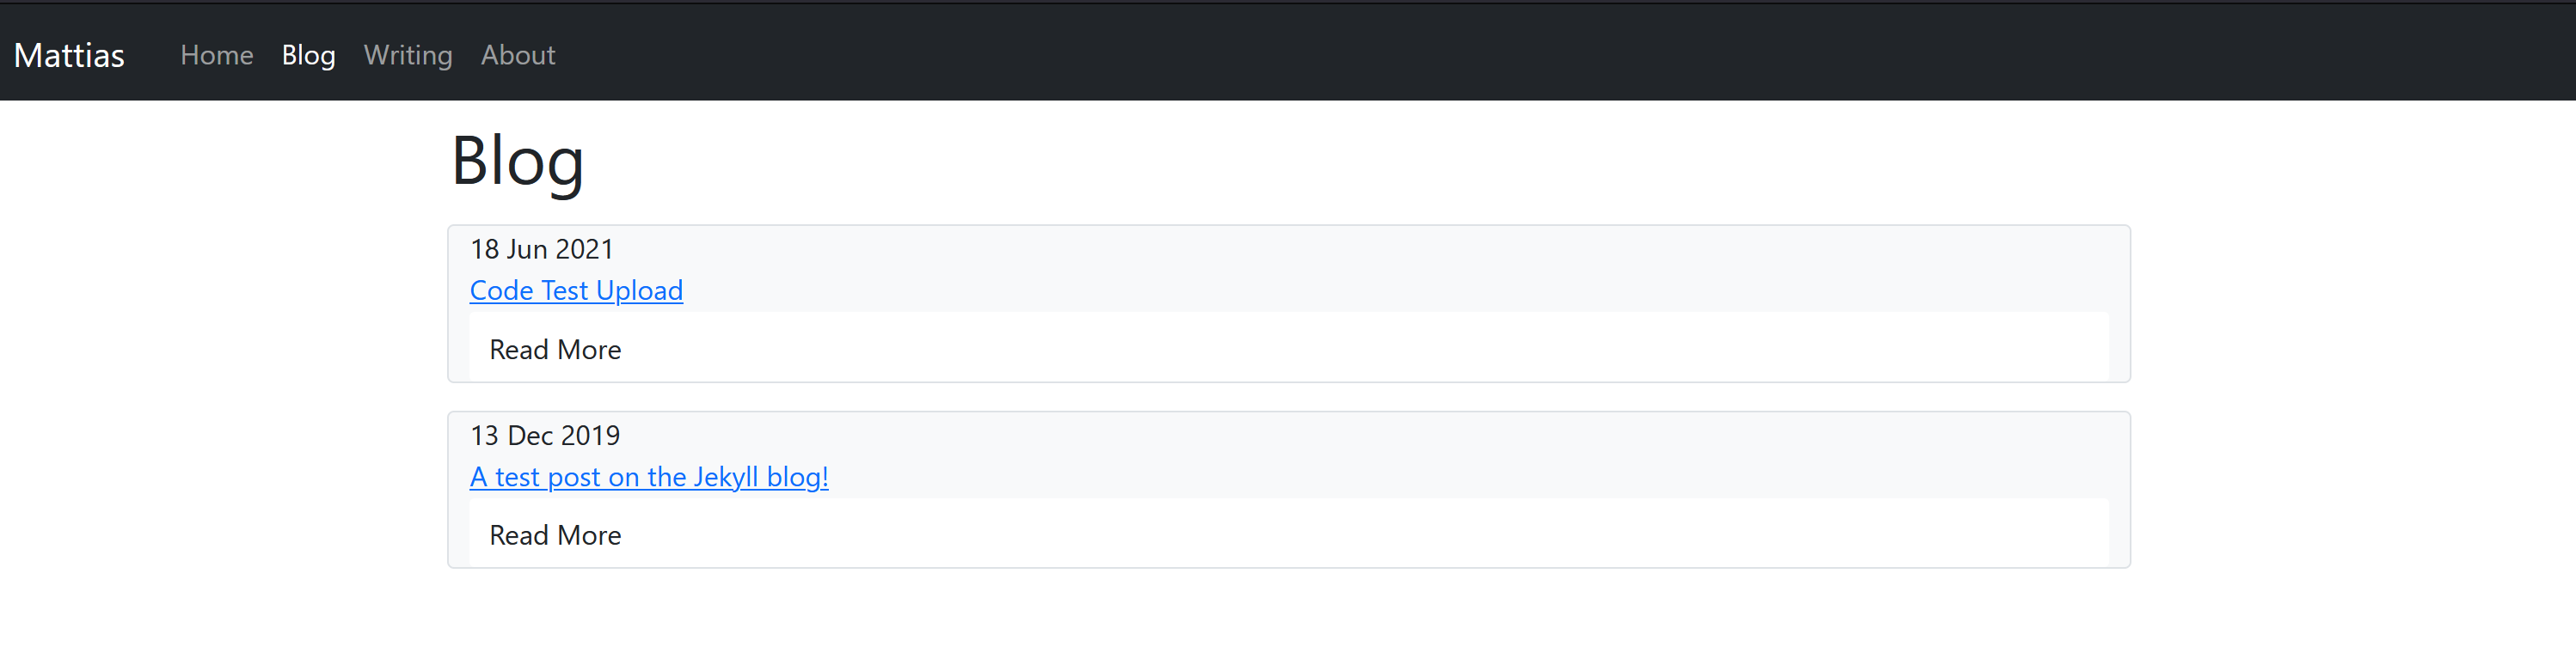 Mattias Home Blog Writing About
Blog
18 Jun 2021
Code Test Upload
Read More
13 Dec 2019
A test post on the Jekyll blog!
Read More